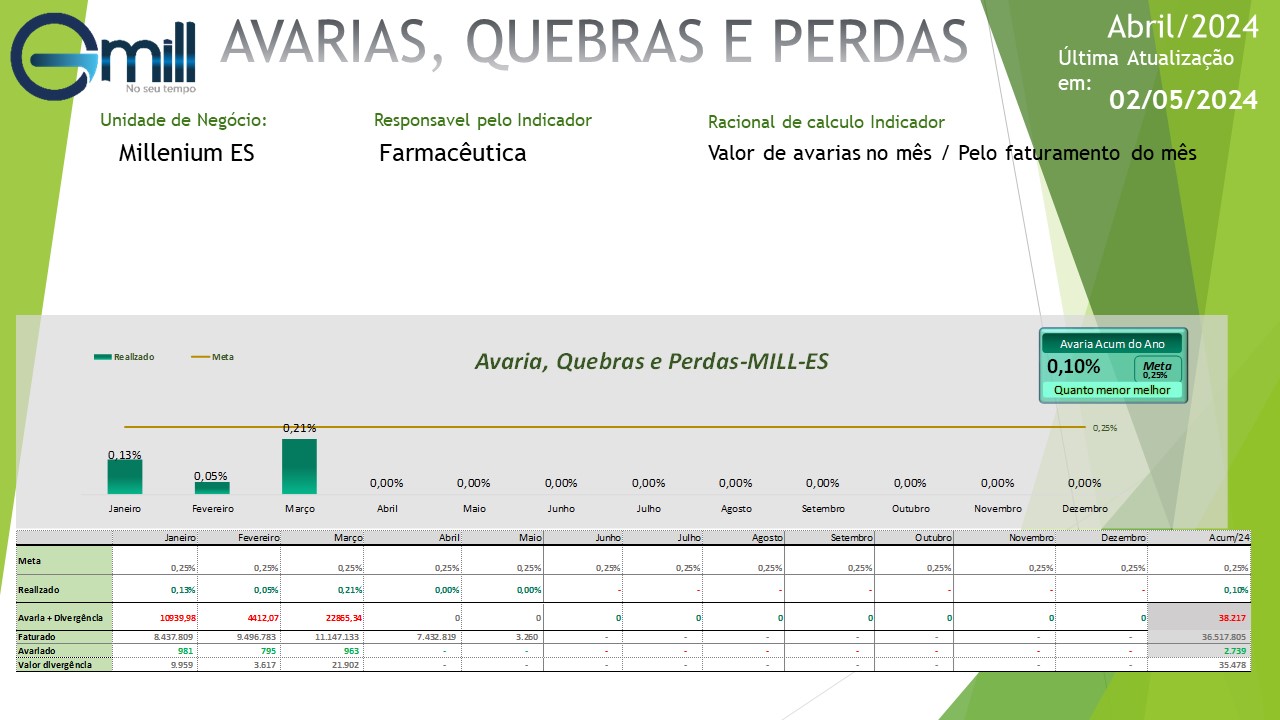 Gmill
No seu tempo
AVARIAS, QUEBRAS E PERDAS
Abril/2024
Última Atualização
em:
02/05/2024
Unidade de Negócio:
Responsavel pelo Indicador
Racional de calculo Indicador
Millenium ES
Farmacêutica
Valor de avarias no mês / Pelo faturamento do mês
Realizado Meta
Avaria, Quebras e Perdas-MILL-ES
Avaria Acum do Ano
0,10%
Meta
0,25%
Quanto menor melhor
0,25%
0,13% 0,05% 0,21% 0,00% 0,00% 0,00% 0,00% 0,00% 0,00% 0,00% 0,00% 0,00%
Janeiro Fevereiro Março Abril Maio Junho Julho Agosto Setembro Outubro Novembro Dezembro
Janeiro Fevereiro Março Abril Maio Junho Julho Agosto Setembro Outubro Novembro Dezembro Acum/24
Meta 0,25% 0,25% 0,25% 0,25% 0,25% 0,25% 0,25% 0,25% 0,25% 0,25% 0,25% 0,25% 0,25%
Realizado 0,13% 0,05% 0,21% 0,00% 0,00% - - - - - - - 0,10%
Avaria + Divergência 10939,98 4412,07 22865,34 0 0 0 0 0 0 0 0 0 38.217
Faturado 8.437.809 9.496.783 11.147.133 7.432.819 3.260 - - - - - - - 36.517.805
Avariado 981 795 963 - - - - - - - - - 2.739
Valor divergência 9.959 3.617 21.902 - - - - - - - - - 35.478